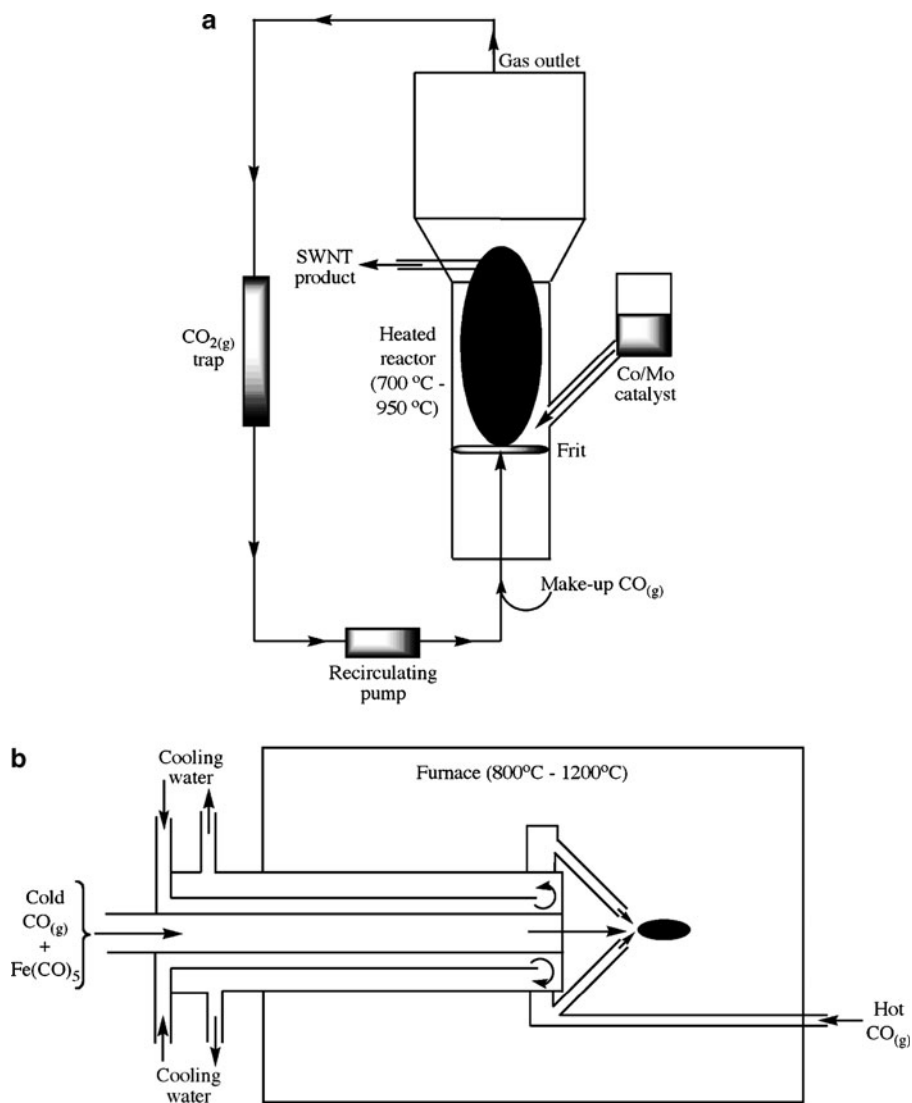 a
Gas outlet
SWNT
product
CO2(g)
trap
Heated
reactor
(700 °C -
950 °C)
Co/Mo
catalyst
Frit
Make-up CO(g)
Recirculating
pump
b
Cooling
water
Furnace (800°C - 1200°C)
Cold
CO(g)
+
Fe(CO)5
Hot
CO(g)
Cooling
water